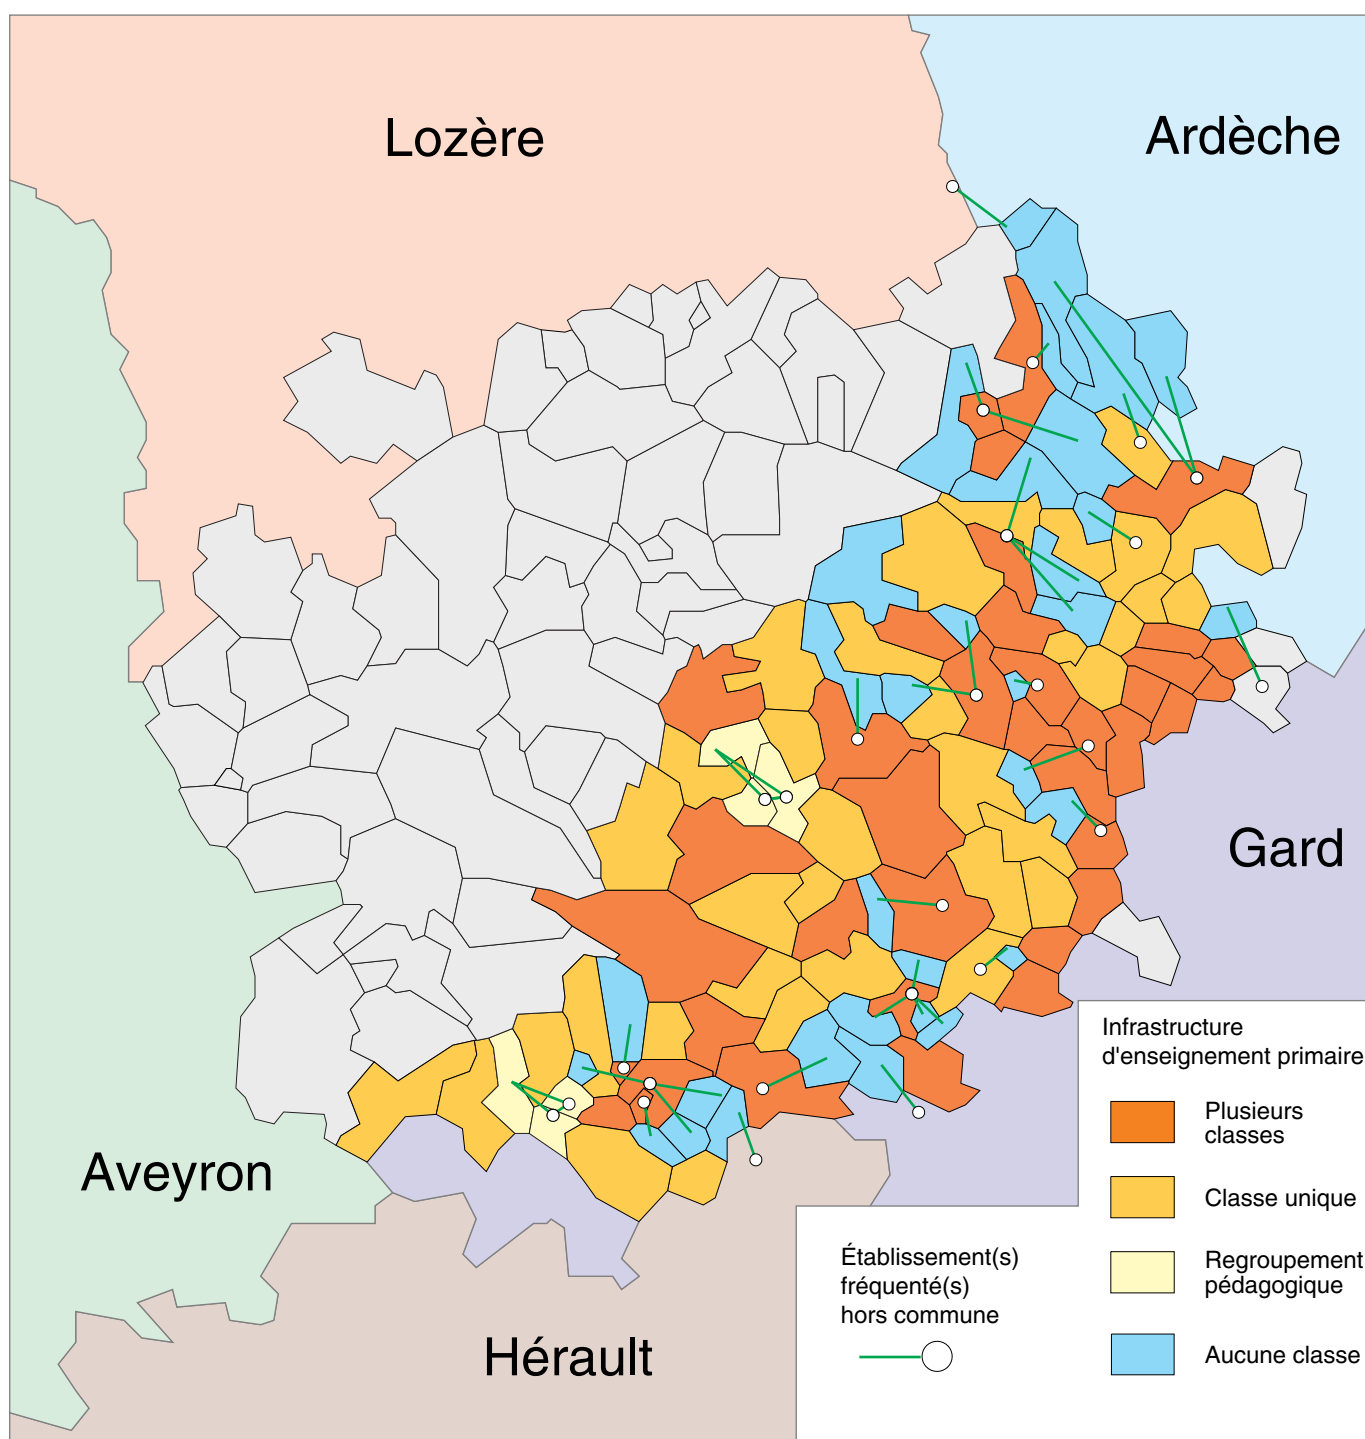 Lozère
Ardèche
Gard
Aveyron
Hérault
Infrastructure
d'enseignement primaire
Plusieurs
classes
Classe unique
Regroupement
pédagogique
Aucune classe
Établissement(s)
fréquenté(s)
hors commune